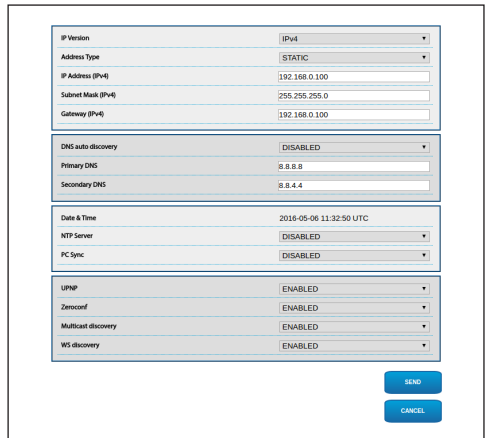 IP Version IPv4
Address Type STATIC
IP Address (IPv4) 192.168.0.100
Subnet Mask (IPv4) 255.255.255.0
Gateway (IPv4) 192.168.0.100
DNS auto discovery DISABLED
Primary DNS 8.8.8.8
Secondary DNS 8.8.4.4
Date & Time 2016-05-06 11:32:50 UTC
NTP Server DISABLED
PC Sync DISABLED
UPNP ENABLED
Zeroconf ENABLED
Multicast discovery ENABLED
WS discovery ENABLED
SEND
CANCEL